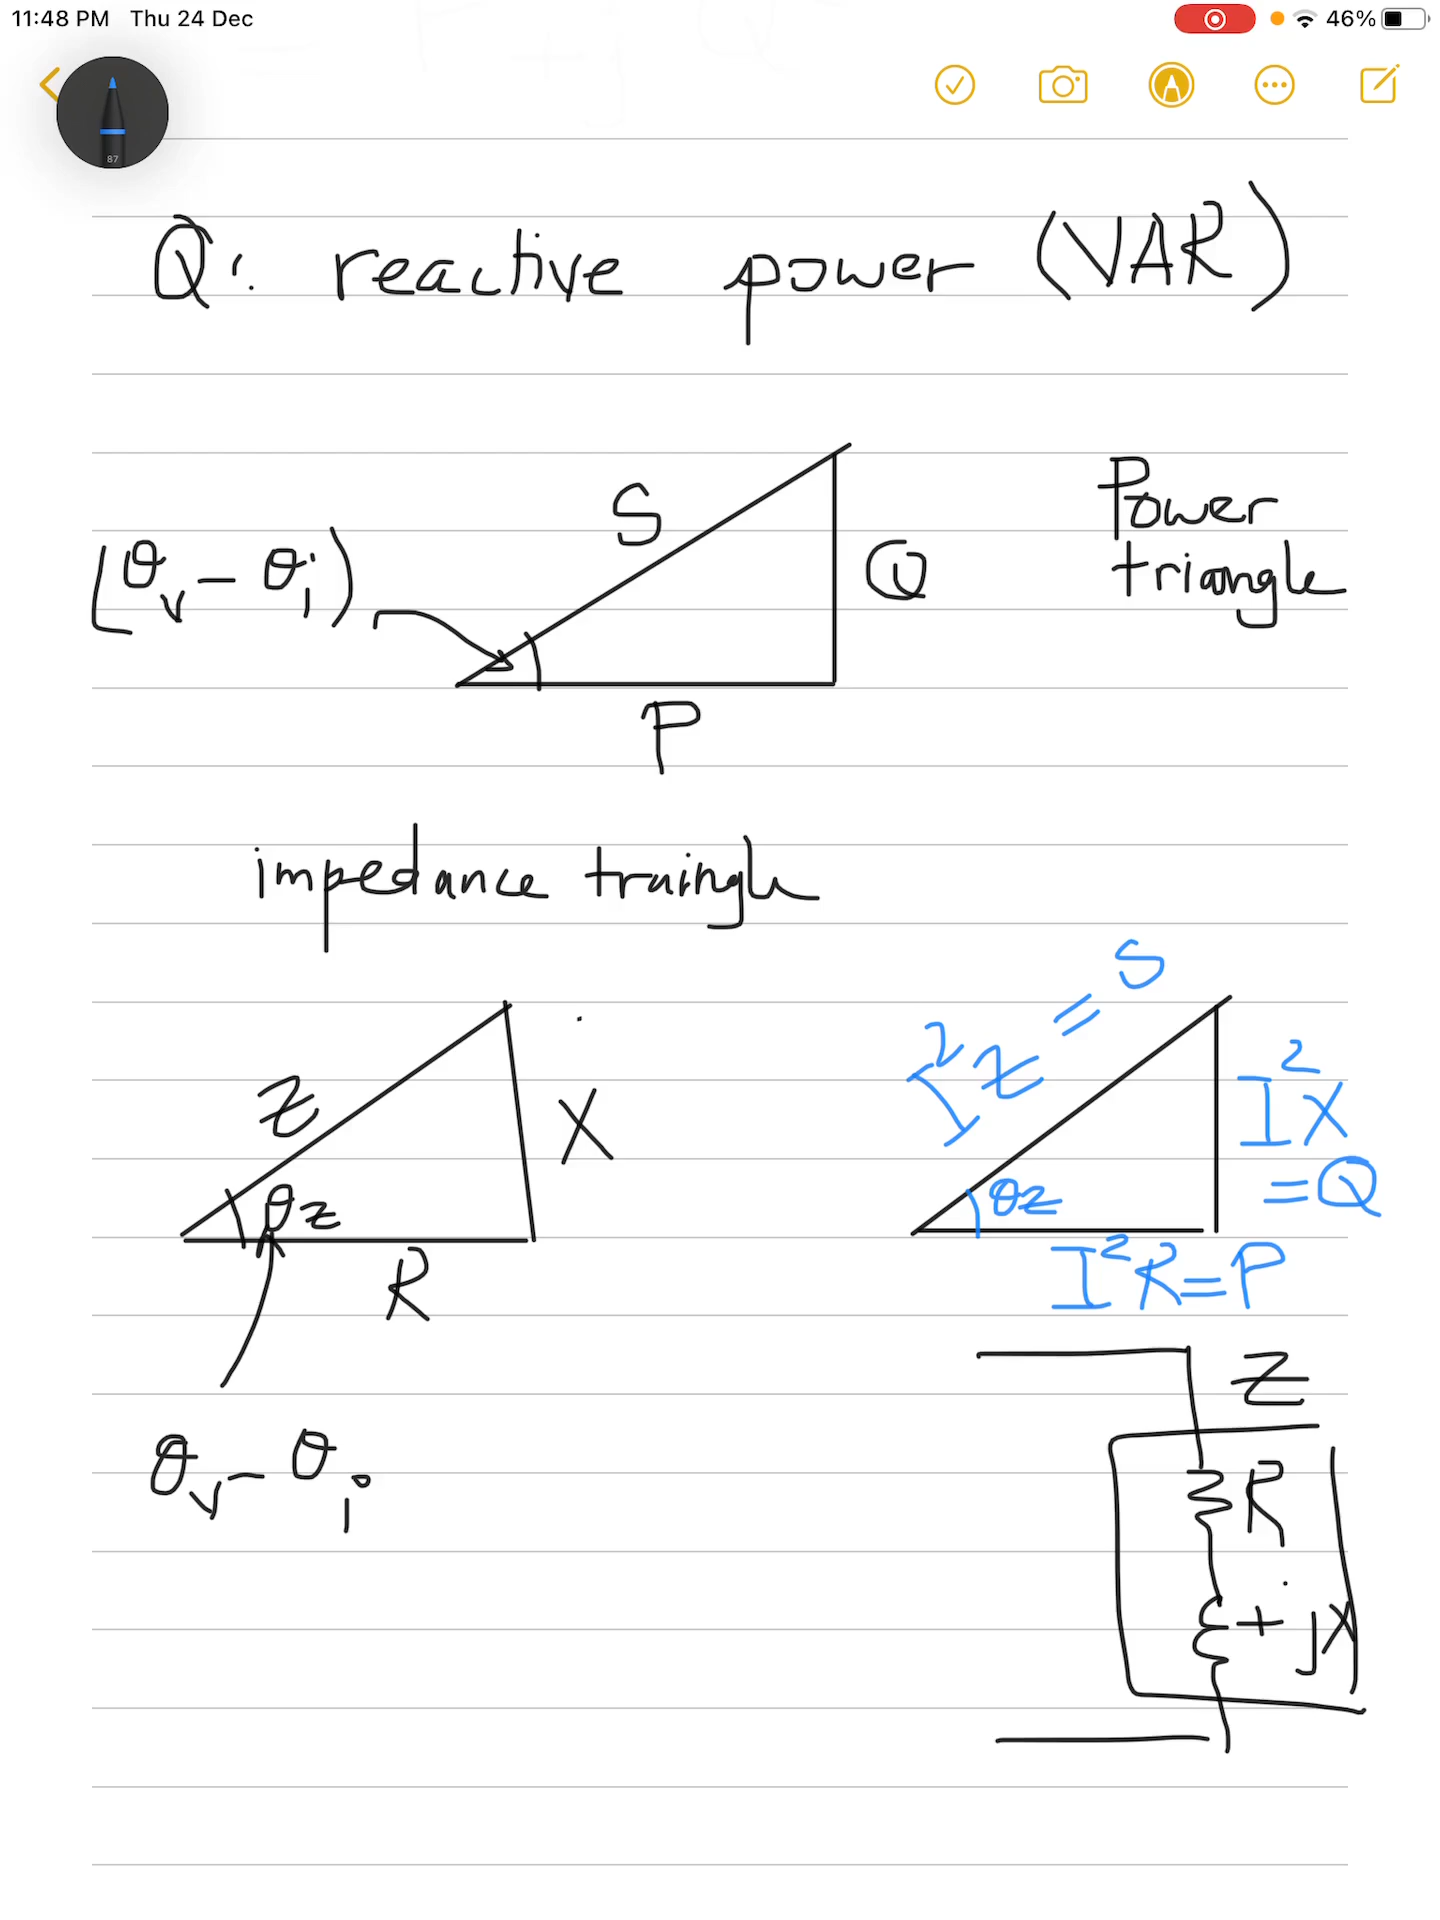 11:48 PM Thu 24 Dec
46%
87
Q: reactive power (VAR)
S
Power
triangle
(θv - θi)
Q
P
impedance traingle
I²Z = S
Z
X
I²X
= Q
θz
θz
R
I²R = P
Z
θv - θi
R
+ jX